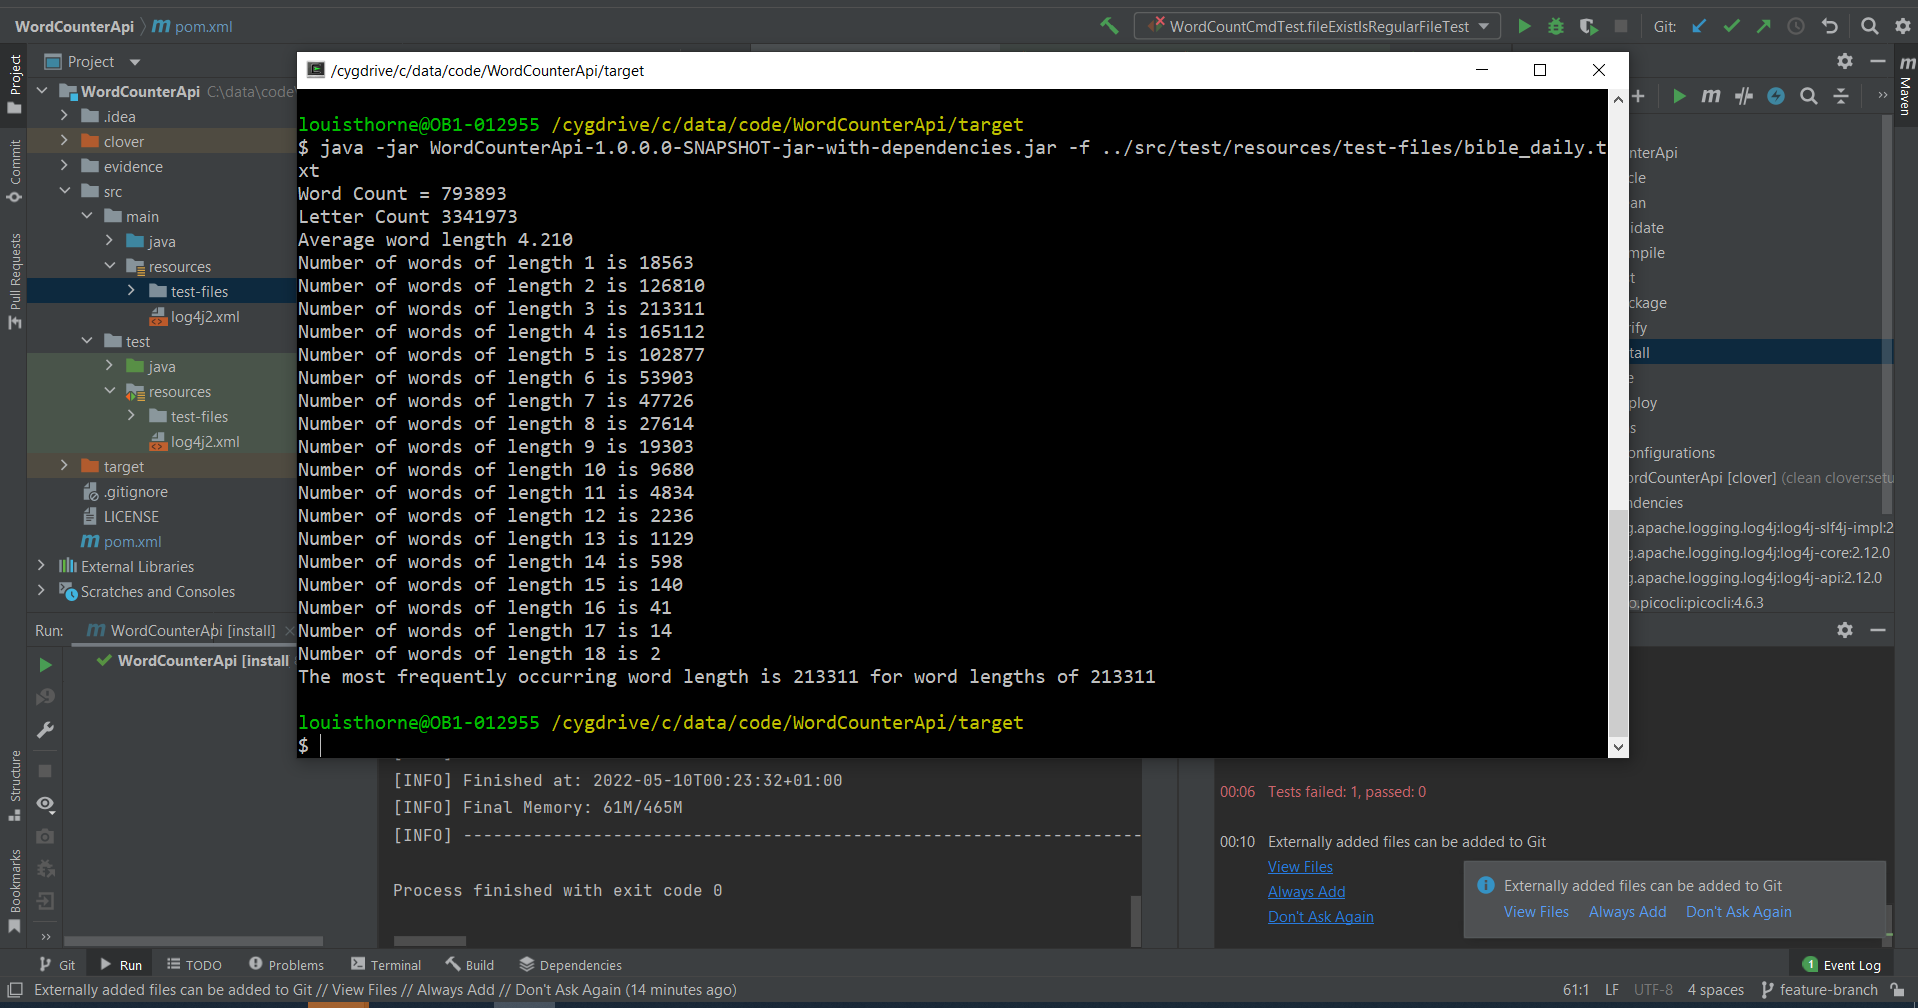 WordCounterApi pom.xml
WordCountCmdTest.fileExistIsRegularFileTest
Git:
Project
WordCounterApi C:\data\code
.idea
clover
evidence
src
main
java
resources
test-files
log4j2.xml
test
java
resources
test-files
log4j2.xml
target
.gitignore
LICENSE
pom.xml
External Libraries
Scratches and Consoles
Project
Commit
Pull Requests
Structure
Bookmarks
/cygdrive/c/data/code/WordCounterApi/target
louisthorne@OB1-012955 /cygdrive/c/data/code/WordCounterApi/target
$ java -jar WordCounterApi-1.0.0.0-SNAPSHOT-jar-with-dependencies.jar -f ../src/test/resources/test-files/bible_daily.t
xt
Word Count = 793893
Letter Count 3341973
Average word length 4.210
Number of words of length 1 is 18563
Number of words of length 2 is 126810
Number of words of length 3 is 213311
Number of words of length 4 is 165112
Number of words of length 5 is 102877
Number of words of length 6 is 53903
Number of words of length 7 is 47726
Number of words of length 8 is 27614
Number of words of length 9 is 19303
Number of words of length 10 is 9680
Number of words of length 11 is 4834
Number of words of length 12 is 2236
Number of words of length 13 is 1129
Number of words of length 14 is 598
Number of words of length 15 is 140
Number of words of length 16 is 41
Number of words of length 17 is 14
Number of words of length 18 is 2
The most frequently occurring word length is 213311 for word lengths of 213311
louisthorne@OB1-012955 /cygdrive/c/data/code/WordCounterApi/target
$
m
Maven
nterApi
cle
an
idate
mpile
t
ckage
rify
tall
e
ploy
s
onfigurations
ordCounterApi [clover] (clean clover:setu
ndencies
g.apache.logging.log4j:log4j-slf4j-impl:2
g.apache.logging.log4j:log4j-core:2.12.0
g.apache.logging.log4j:log4j-api:2.12.0
o.picocli:picocli:4.6.3
Run: WordCounterApi [install]
WordCounterApi [install
[INFO] Finished at: 2022-05-10T00:23:32+01:00
[INFO] Final Memory: 61M/465M
[INFO] --------------------------------------------------------------------
Process finished with exit code 0
00:06 Tests failed: 1, passed: 0
00:10 Externally added files can be added to Git
View Files
Always Add
Don't Ask Again
Externally added files can be added to Git
View Files Always Add Don't Ask Again
Git Run TODO Problems Terminal Build Dependencies
1 Event Log
Externally added files can be added to Git // View Files // Always Add // Don't Ask Again (14 minutes ago)
61:1 LF UTF-8 4 spaces feature-branch